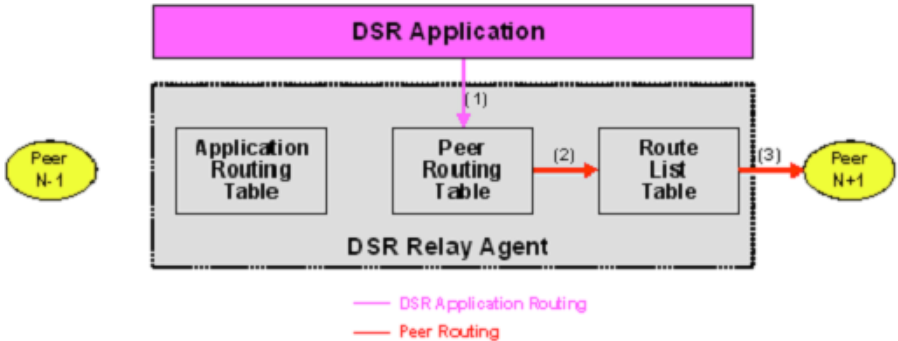 DSR Application
(1)
Peer
N-1
Application
Routing
Table
Peer
Routing
Table
(2)
Route
List
Table
(3)
Peer
N+1
DSR Relay Agent
DSR Application Routing
Peer Routing